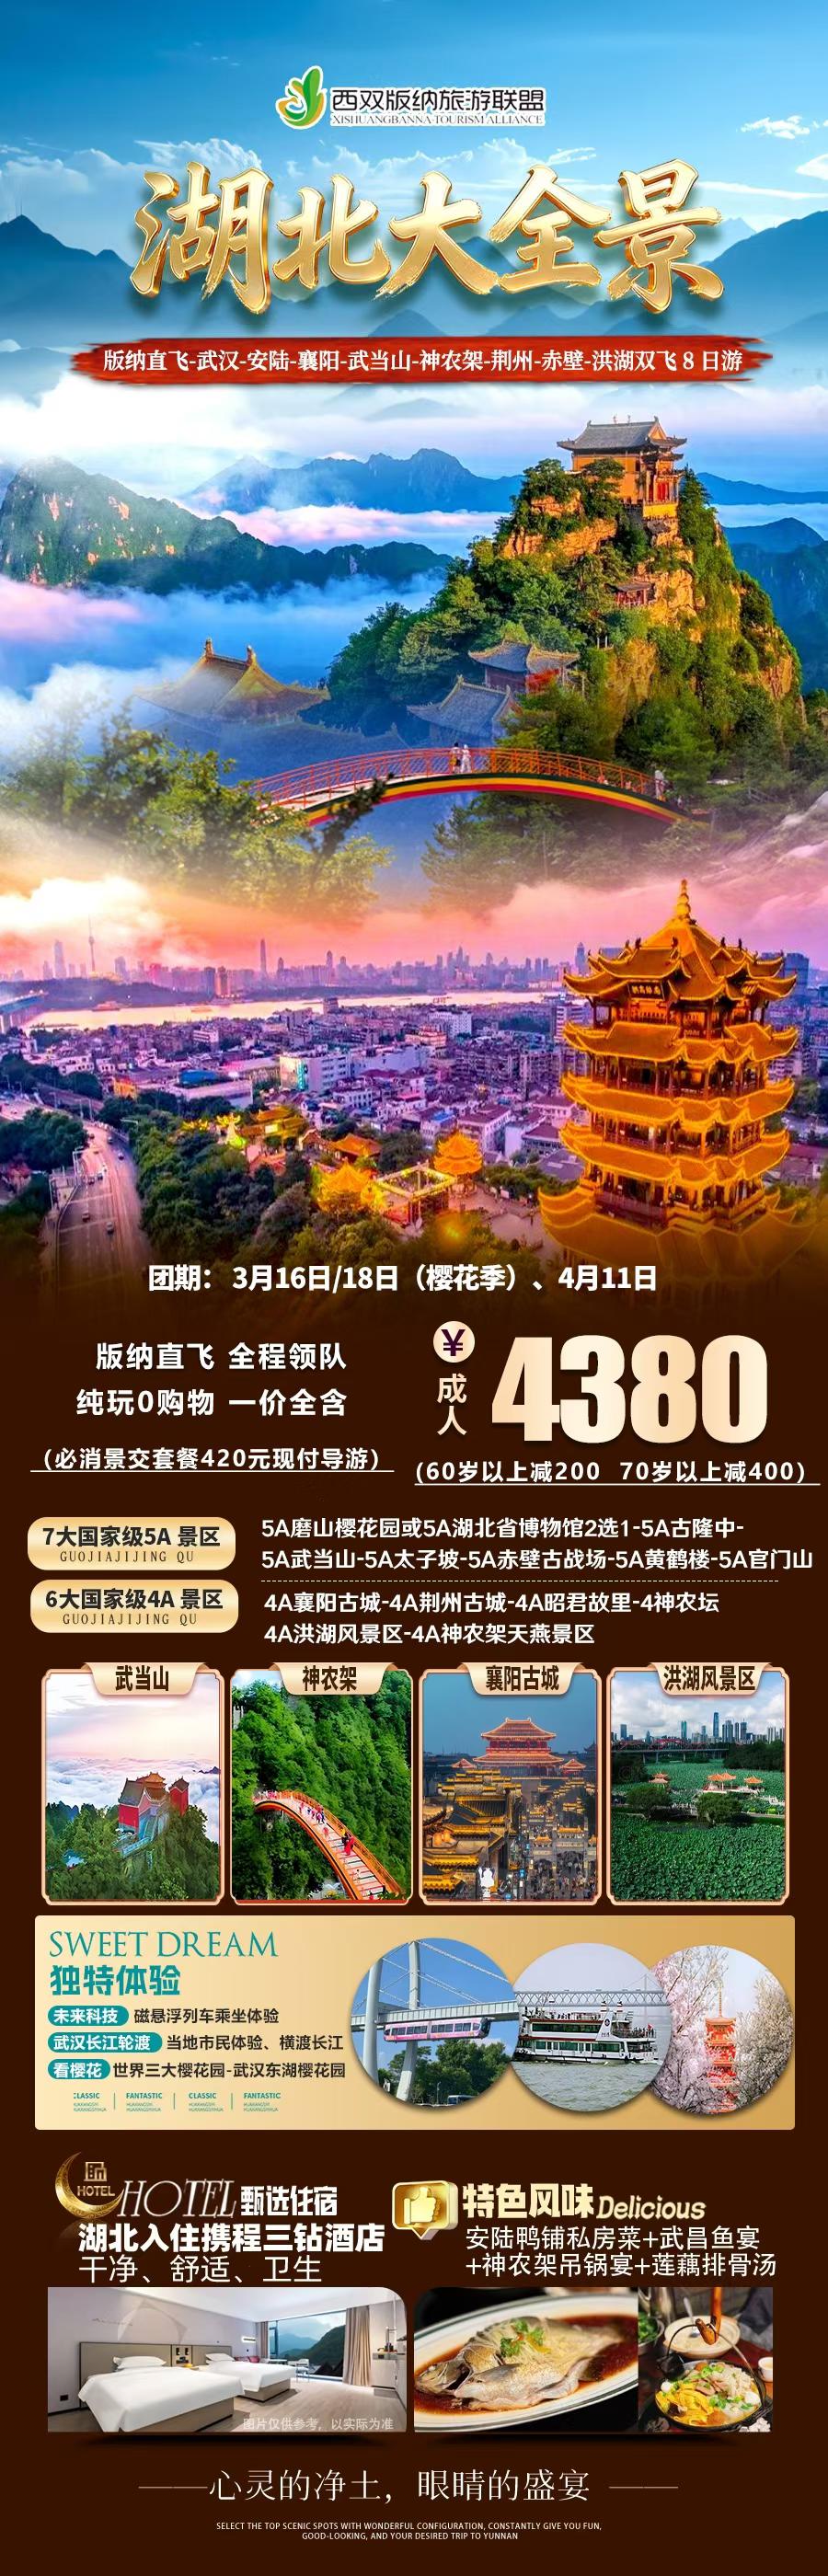 西双版纳旅游联盟
XISHUANGBANNA TOURISM ALLIANCE
湖北大全景
版纳直飞-武汉-安陆-襄阳-武当山-神农架-荆州-赤壁-洪湖双飞8日游
团期： 3月16日/18日（樱花季）、4月11日
版纳直飞 全程领队
纯玩0购物 一价全含
（必消景交套餐420元现付导游）
¥
成人
4380
(60岁以上减200 70岁以上减400)
7大国家级5A 景区
GUOJIAJIJING QU
5A磨山樱花园或5A湖北省博物馆2选1-5A古隆中-
5A武当山-5A太子坡-5A赤壁古战场-5A黄鹤楼-5A官门山
6大国家级4A 景区
GUOJIAJIJING QU
4A襄阳古城-4A荆州古城-4A昭君故里-4神农坛
4A洪湖风景区-4A神农架天燕景区
武当山
神农架
襄阳古城
洪湖风景区
SWEET DREAM
独特体验
未来科技 磁悬浮列车乘坐体验
武汉长江轮渡 当地市民体验、横渡长江
看樱花 世界三大樱花园-武汉东湖樱花园
CLASSIC FANTASTIC CLASSIC FANTASTIC
HOTEL
HOTEL 甄选住宿
湖北入住携程三钻酒店
干净、舒适、卫生
特色风味Delicious
安陆鸭铺私房菜+武昌鱼宴
+神农架吊锅宴+莲藕排骨汤
图片仅供参考，以实际为准
心灵的净土，眼睛的盛宴
SELECT THE TOP SCENIC SPOTS WITH WONDERFUL CONFIGURATION, CONSTANTLY GIVE YOU FUN,
GOOD-LOOKING, AND YOUR DESIRED TRIP TO YUNNAN